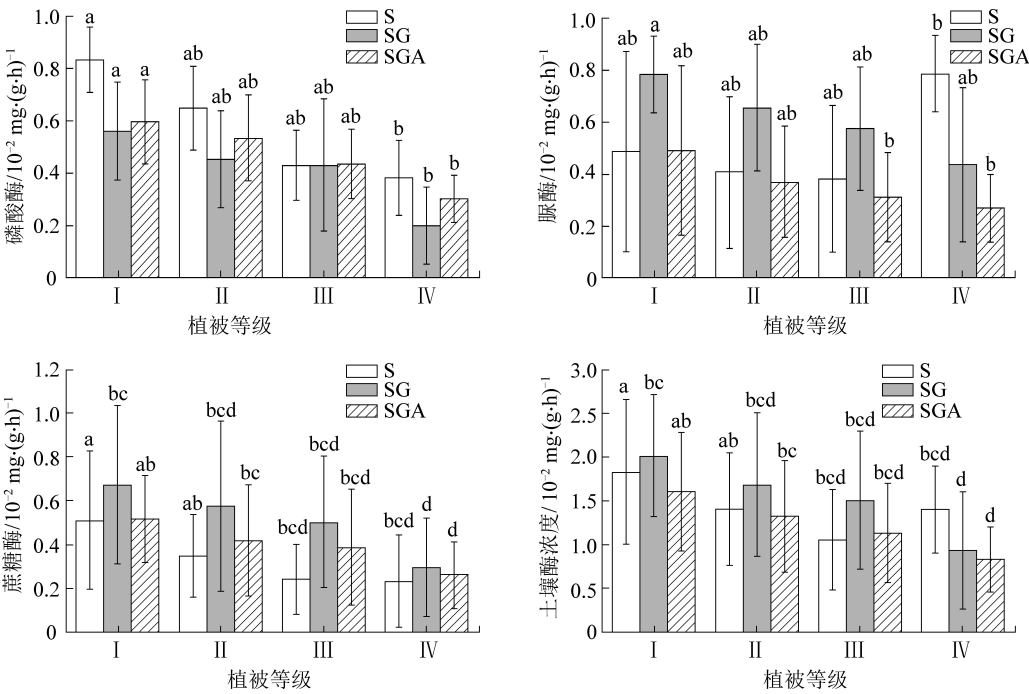 磷酸酶/10⁻² mg·(g·h)⁻¹
1.0
0.8
0.6
0.4
0.2
0
a
a
a
ab
ab
ab
ab
ab
ab
b
b
b
S
SG
SGA
I
II
III
IV
植被等级
脲酶/10⁻² mg·(g·h)⁻¹
1.0
0.8
0.6
0.4
0.2
0
ab
a
ab
ab
ab
ab
ab
ab
b
b
ab
b
S
SG
SGA
I
II
III
IV
植被等级
蔗糖酶/10⁻² mg·(g·h)⁻¹
1.2
1.0
0.8
0.6
0.4
0.2
0
a
bc
ab
ab
bcd
bc
bcd
bcd
bcd
bcd
d
d
S
SG
SGA
I
II
III
IV
植被等级
土壤酶浓度/ 10⁻² mg·(g·h)⁻¹
3.0
2.5
2.0
1.5
1.0
0.5
0
a
bc
ab
ab
bcd
bc
bcd
bcd
bcd
bcd
d
d
S
SG
SGA
I
II
III
IV
植被等级